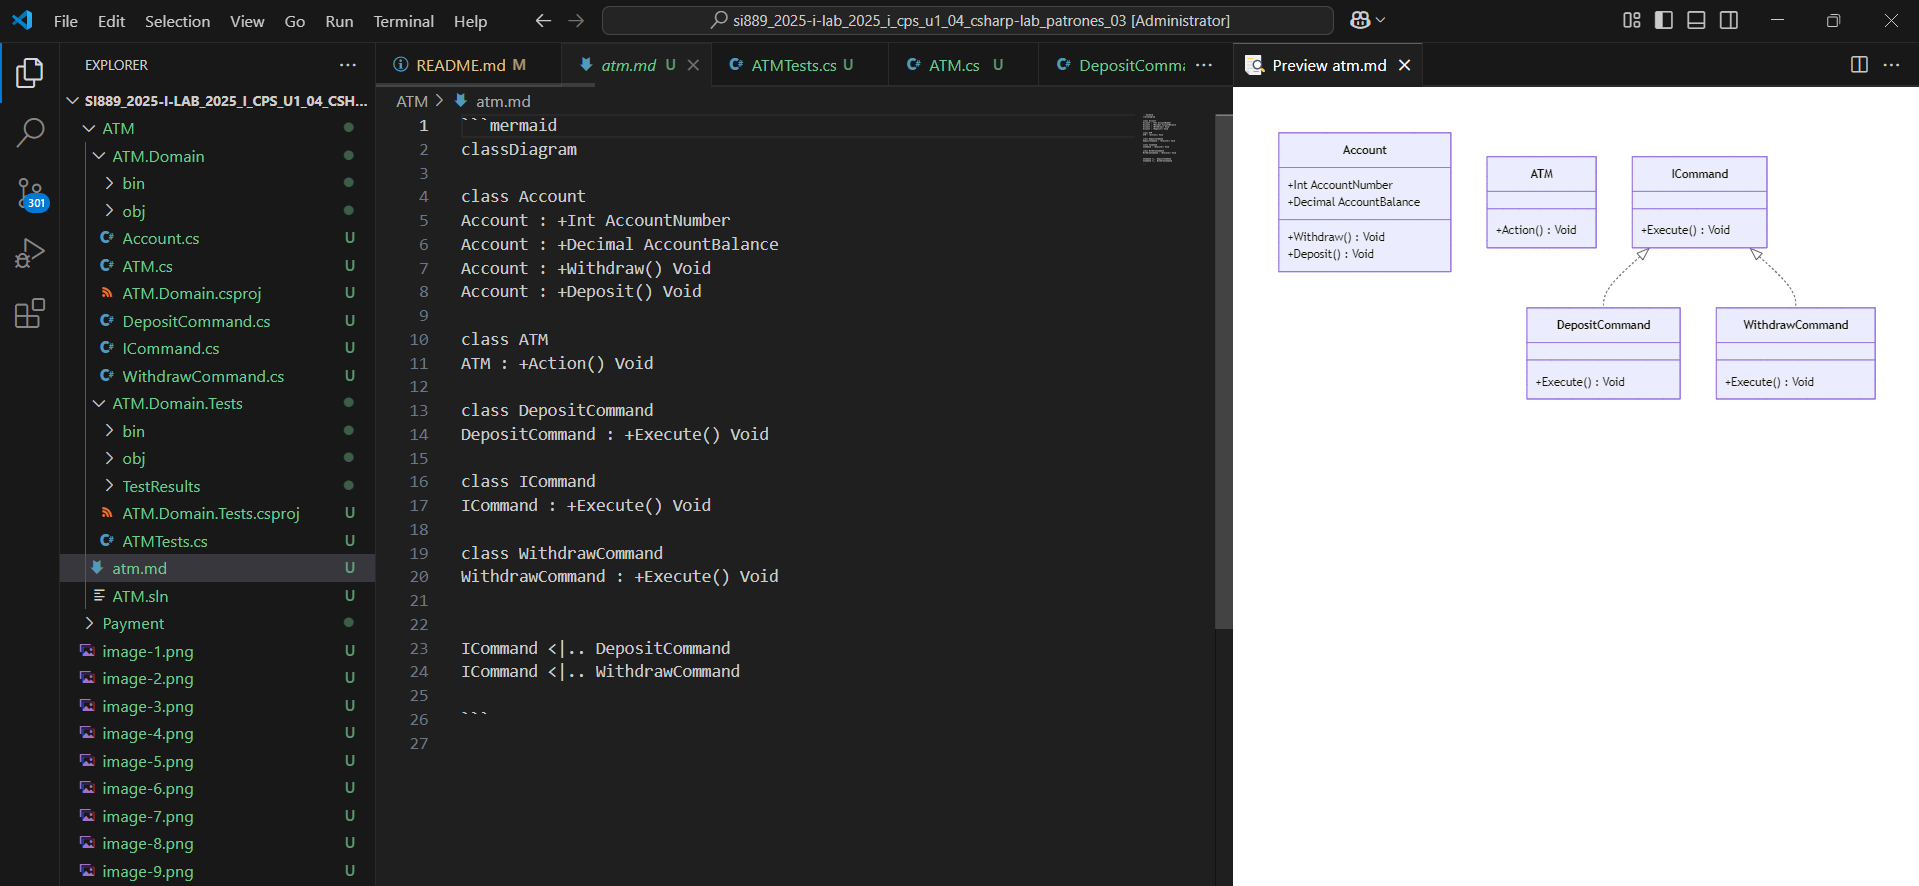 File Edit Selection View Go Run Terminal Help
si889_2025-i-lab_2025_i_cps_u1_04_csharp-lab_patrones_03 [Administrator]
EXPLORER
SI889_2025-I-LAB_2025_I_CPS_U1_04_CSH...
ATM
ATM.Domain
bin
obj
Account.cs U
ATM.cs U
ATM.Domain.csproj U
DepositCommand.cs U
ICommand.cs U
WithdrawCommand.cs U
ATM.Domain.Tests
bin
obj
TestResults
ATM.Domain.Tests.csproj U
ATMTests.cs U
atm.md U
ATM.sln U
Payment
image-1.png U
image-2.png U
image-3.png U
image-4.png U
image-5.png U
image-6.png U
image-7.png U
image-8.png U
image-9.png U
301
README.md M
atm.md U
ATMTests.cs U
ATM.cs U
DepositComma
ATM > atm.md
1 ```mermaid
2 classDiagram
3
4 class Account
5 Account : +Int AccountNumber
6 Account : +Decimal AccountBalance
7 Account : +Withdraw() Void
8 Account : +Deposit() Void
9
10 class ATM
11 ATM : +Action() Void
12
13 class DepositCommand
14 DepositCommand : +Execute() Void
15
16 class ICommand
17 ICommand : +Execute() Void
18
19 class WithdrawCommand
20 WithdrawCommand : +Execute() Void
21
22
23 ICommand <|.. DepositCommand
24 ICommand <|.. WithdrawCommand
25
26 ```
27
Preview atm.md
Account
+Int AccountNumber
+Decimal AccountBalance
+Withdraw() : Void
+Deposit() : Void
ATM
+Action() : Void
ICommand
+Execute() : Void
DepositCommand
+Execute() : Void
WithdrawCommand
+Execute() : Void